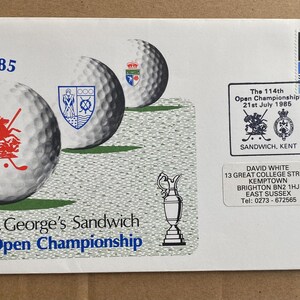 85
George's Sandwich
Open Championship
The 114th
Open Championship
21st July 1985
SANDWICH, KENT
DAVID WHITE
13 GREAT COLLEGE STR
KEMPTOWN
BRIGHTON BN2 1HJ
EAST SUSSEX
Tel: 0273 - 672565